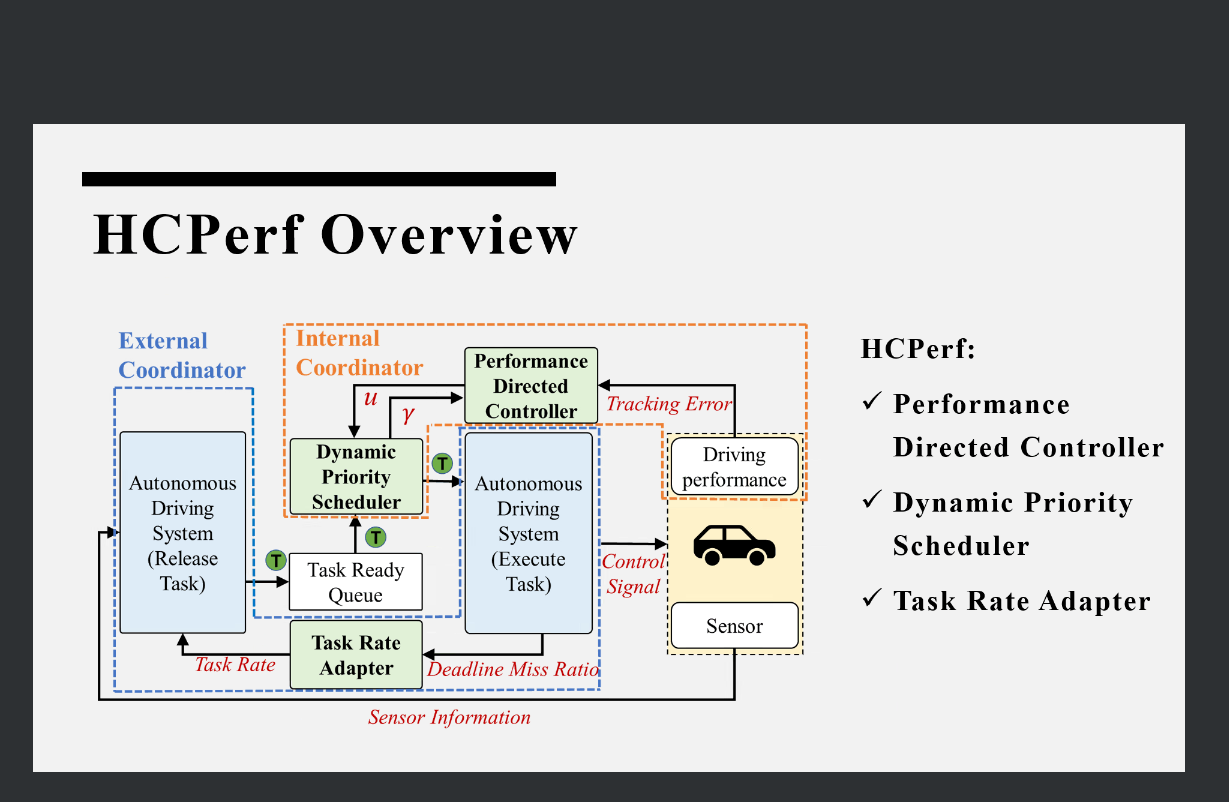 HCPerf Overview
External
Coordinator
Internal
Coordinator
Performance
Directed
Controller
u
γ
Tracking Error
Dynamic
Priority
Scheduler
T
Driving
performance
Autonomous
Driving
System
(Release
Task)
Autonomous
Driving
System
(Execute
Task)
T
T
Task Ready
Queue
Control
Signal
Sensor
Task Rate
Adapter
Task Rate
Deadline Miss Ratio
Sensor Information
HCPerf:
✓ Performance
Directed Controller
✓ Dynamic Priority
Scheduler
✓ Task Rate Adapter